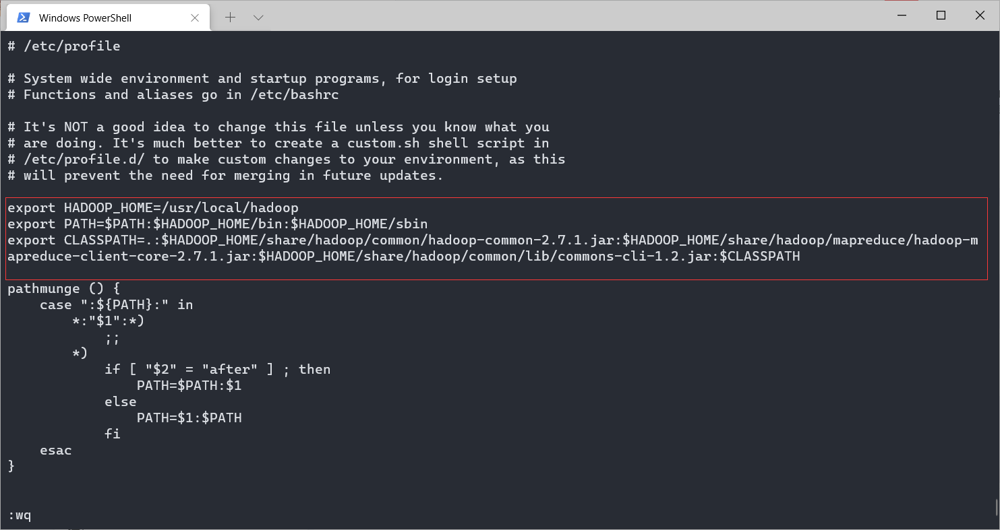 Windows PowerShell
# /etc/profile
# System wide environment and startup programs, for login setup
# Functions and aliases go in /etc/bashrc
# It's NOT a good idea to change this file unless you know what you
# are doing. It's much better to create a custom.sh shell script in
# /etc/profile.d/ to make custom changes to your environment, as this
# will prevent the need for merging in future updates.
export HADOOP_HOME=/usr/local/hadoop
export PATH=$PATH:$HADOOP_HOME/bin:$HADOOP_HOME/sbin
export CLASSPATH=.:$HADOOP_HOME/share/hadoop/common/hadoop-common-2.7.1.jar:$HADOOP_HOME/share/hadoop/mapreduce/hadoop-m
apreduce-client-core-2.7.1.jar:$HADOOP_HOME/share/hadoop/common/lib/commons-cli-1.2.jar:$CLASSPATH
pathmunge () {
    case ":${PATH}:" in
        *:"$1":*)
            ;;
        *)
            if [ "$2" = "after" ] ; then
                PATH=$PATH:$1
            else
                PATH=$1:$PATH
            fi
    esac
}
:wq